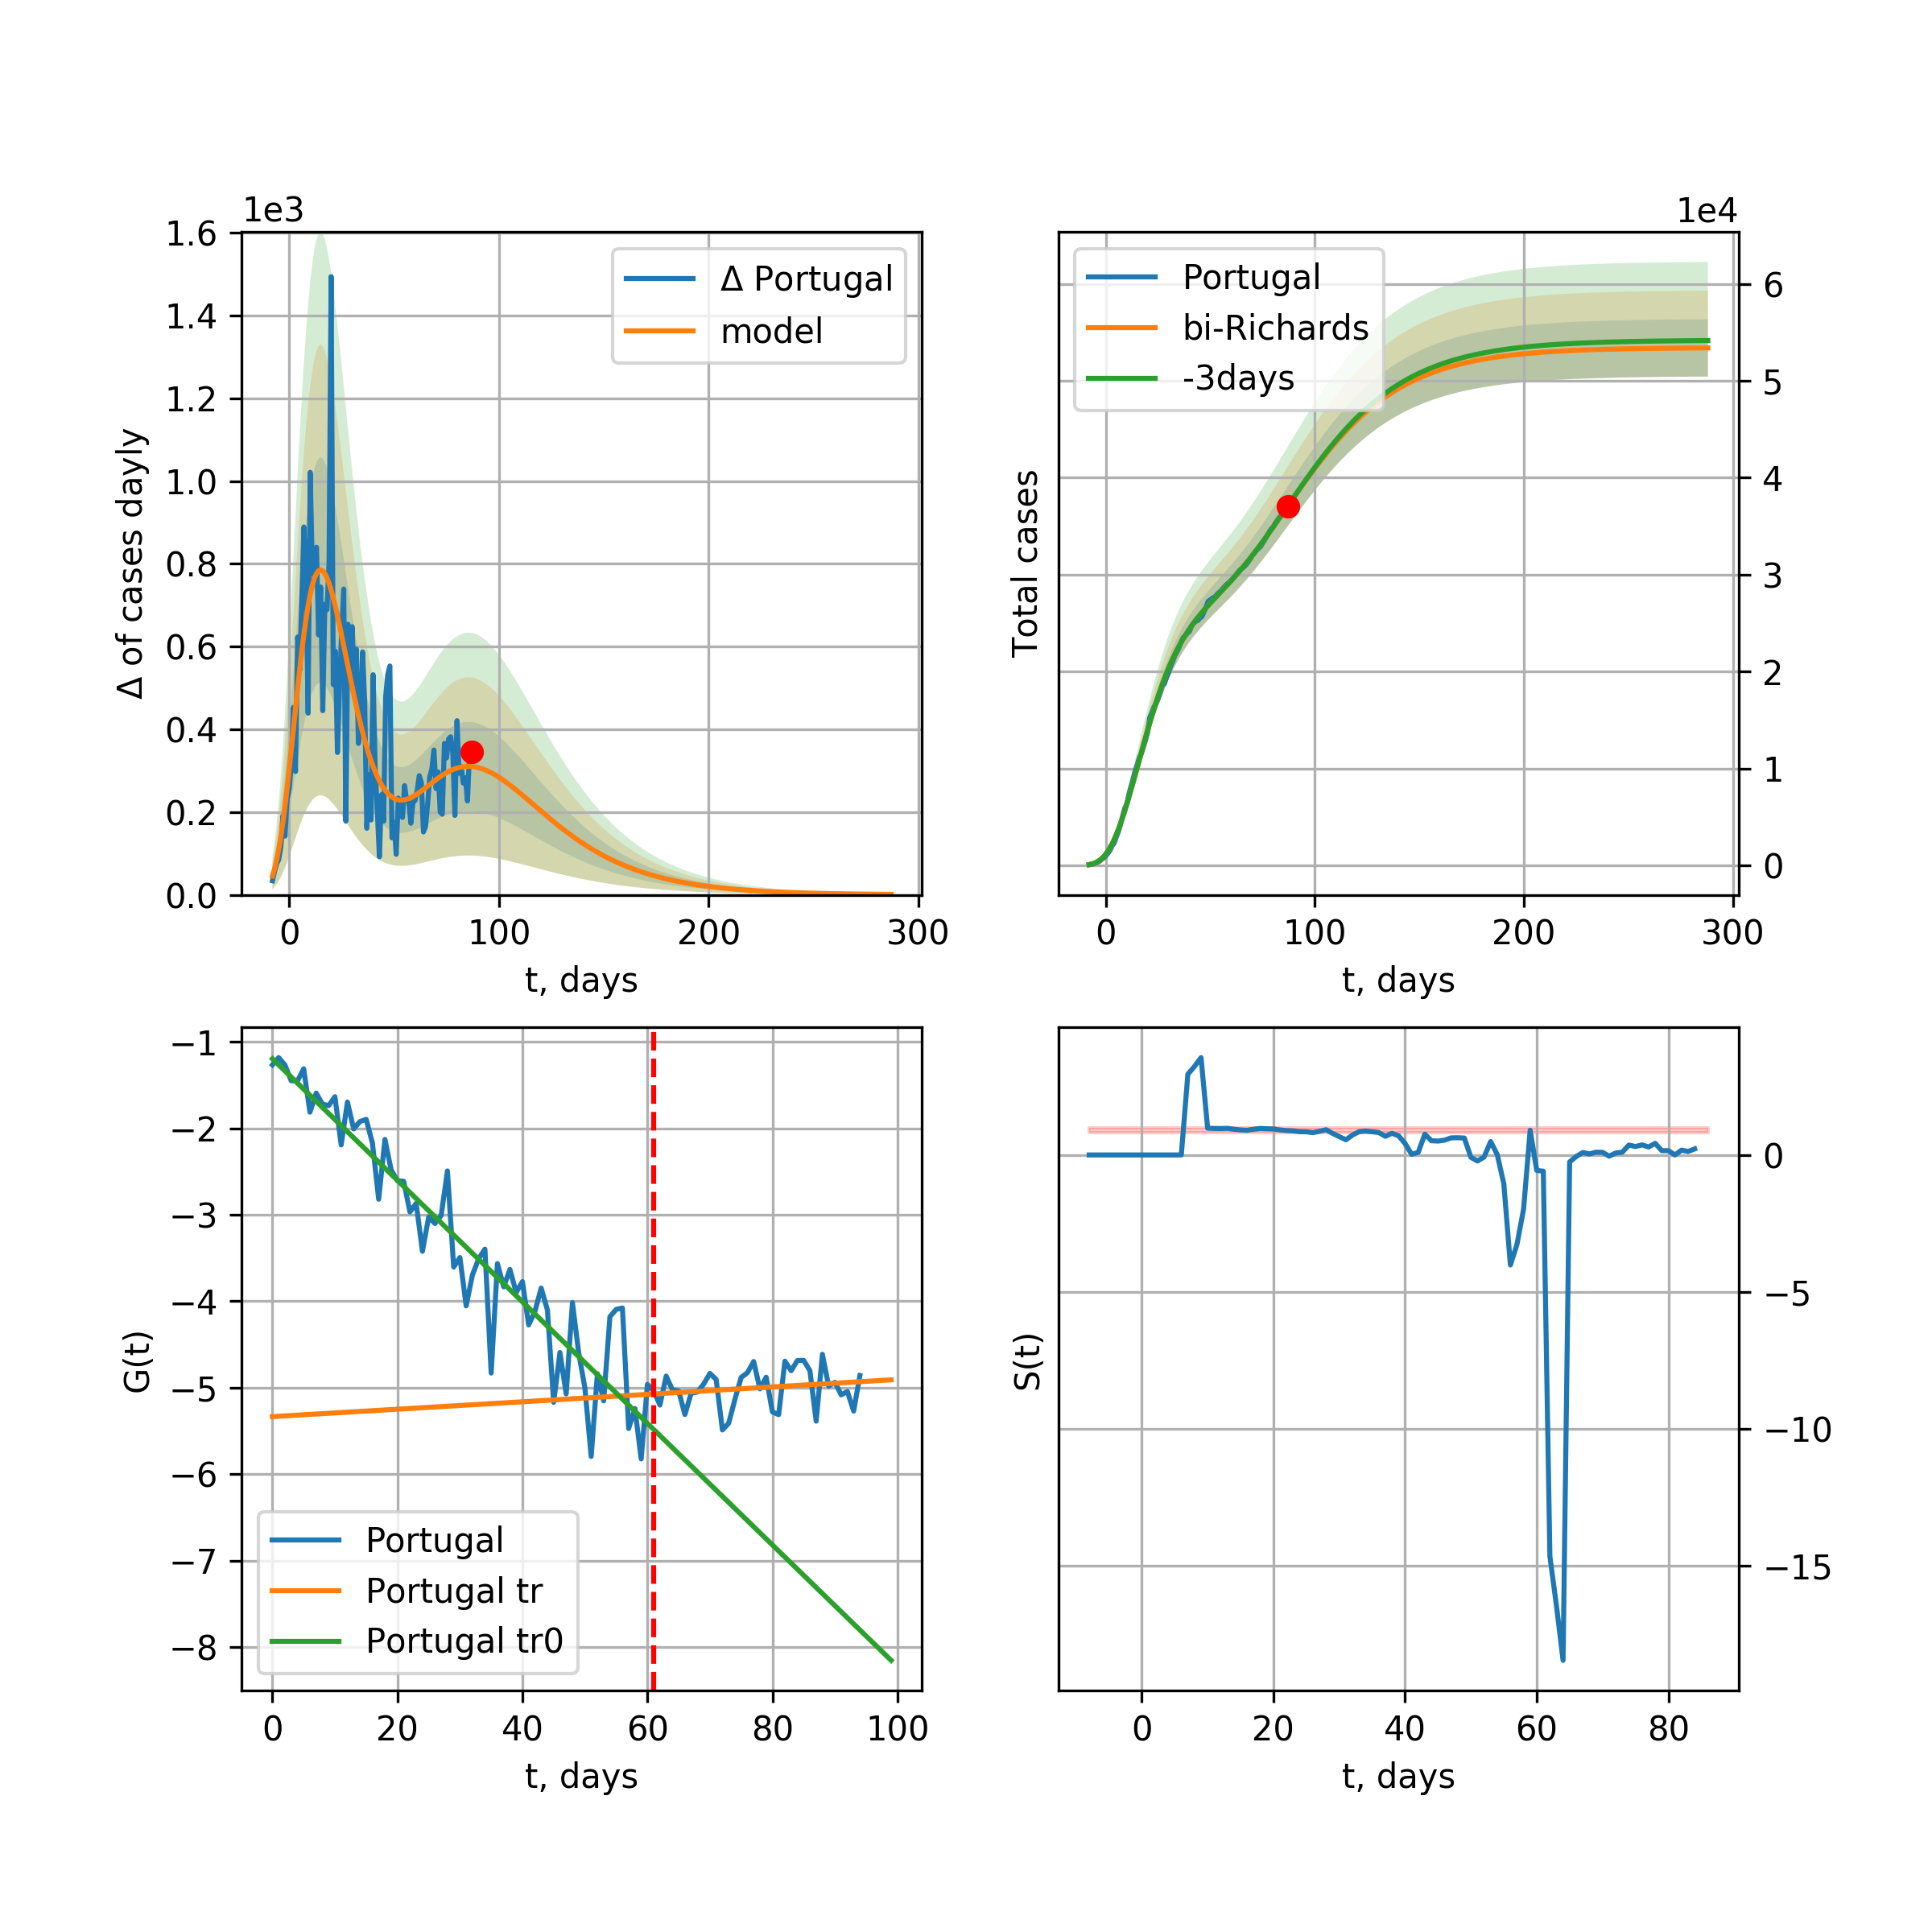 1e3
1.6
1.4
1.2
1.0
0.8
0.6
0.4
0.2
0.0
Δ of cases dayly
Δ Portugal
model
0 100 200 300
t, days
1e4
Portugal
bi-Richards
-3days
Total cases
6
5
4
3
2
1
0
0 100 200 300
t, days
−1
−2
−3
−4
−5
−6
−7
−8
G(t)
Portugal
Portugal tr
Portugal tr0
0 20 40 60 80 100
t, days
S(t)
0
−5
−10
−15
0 20 40 60 80
t, days